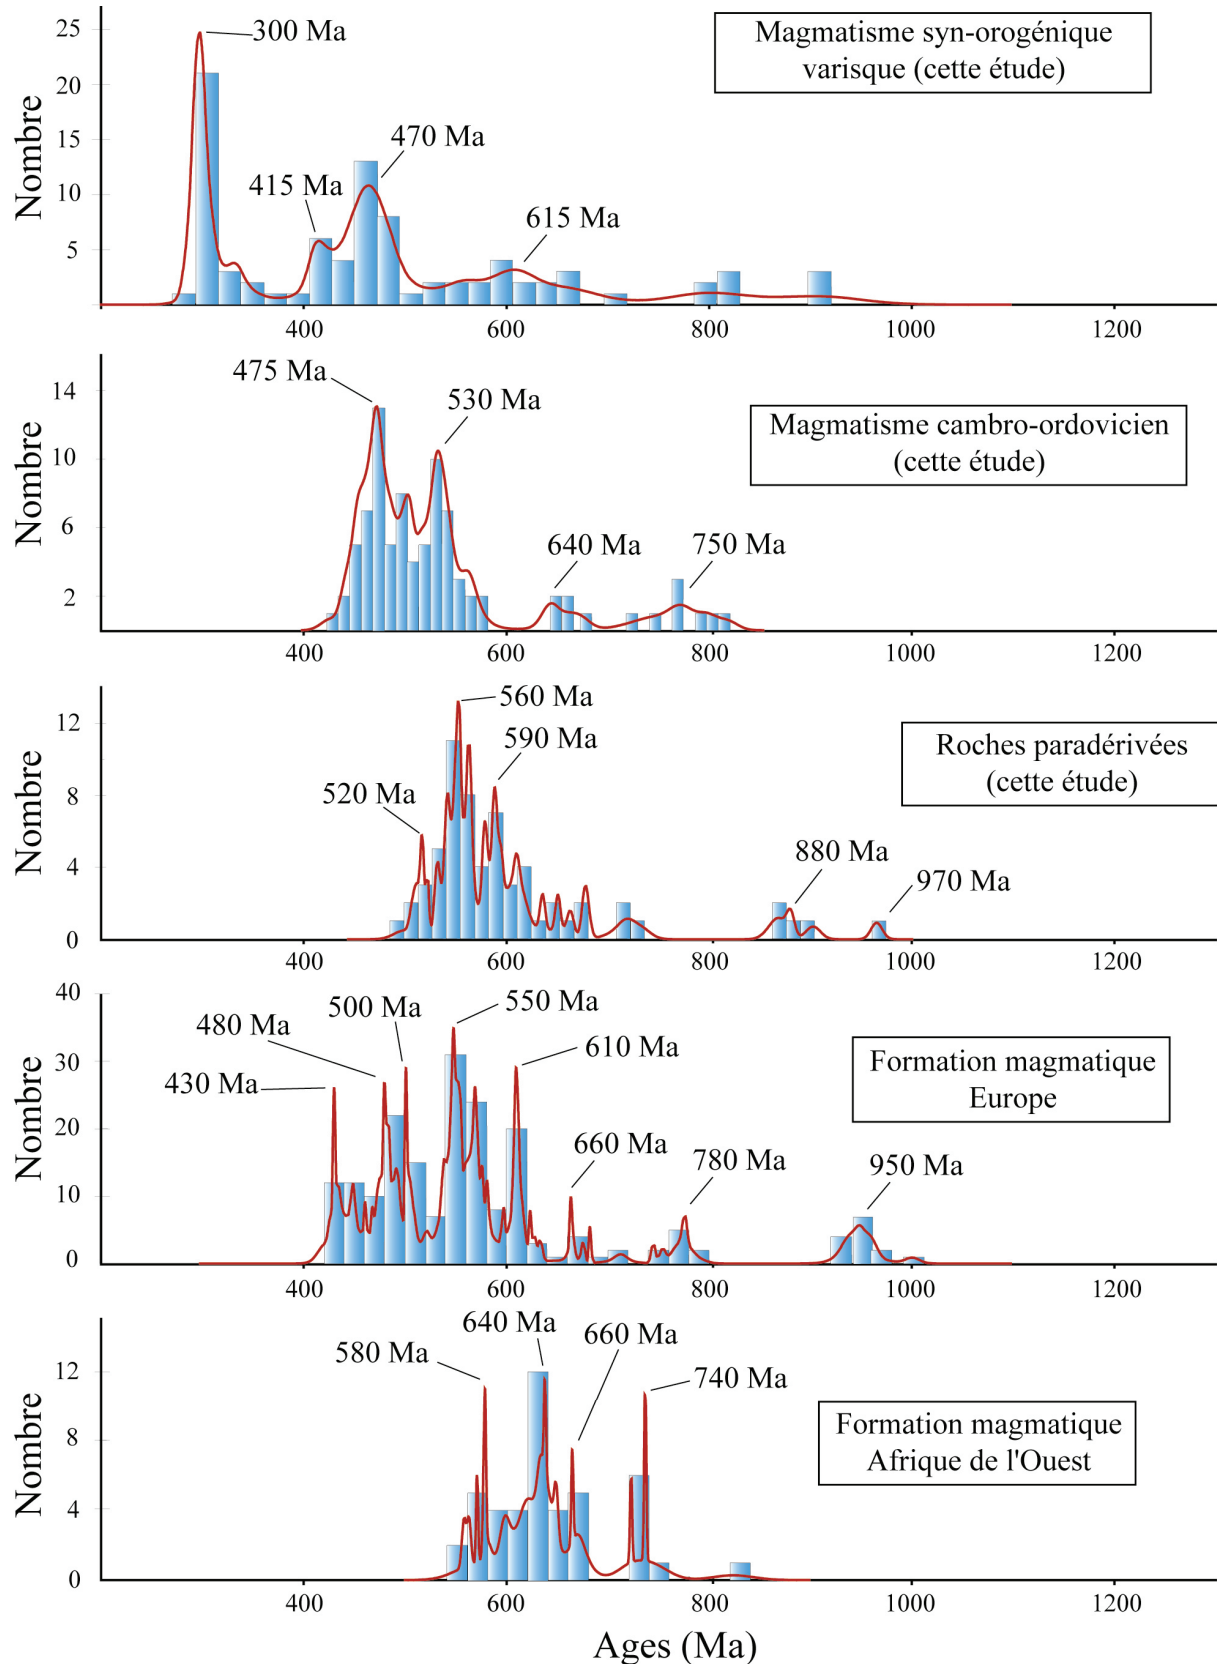 25
20
15
10
5
Nombre
300 Ma
415 Ma
470 Ma
615 Ma
Magmatisme syn-orogénique
varisque (cette étude)
400
600
800
1000
1200
14
10
6
2
Nombre
475 Ma
530 Ma
640 Ma
750 Ma
Magmatisme cambro-ordovicien
(cette étude)
400
600
800
1000
1200
12
8
4
0
Nombre
520 Ma
560 Ma
590 Ma
880 Ma
970 Ma
Roches paradérivées
(cette étude)
400
600
800
1000
1200
40
30
20
10
0
Nombre
430 Ma
480 Ma
500 Ma
550 Ma
610 Ma
660 Ma
780 Ma
950 Ma
Formation magmatique
Europe
400
600
800
1000
1200
12
8
4
0
Nombre
580 Ma
640 Ma
660 Ma
740 Ma
Formation magmatique
Afrique de l'Ouest
400
600
800
1000
1200
Ages (Ma)